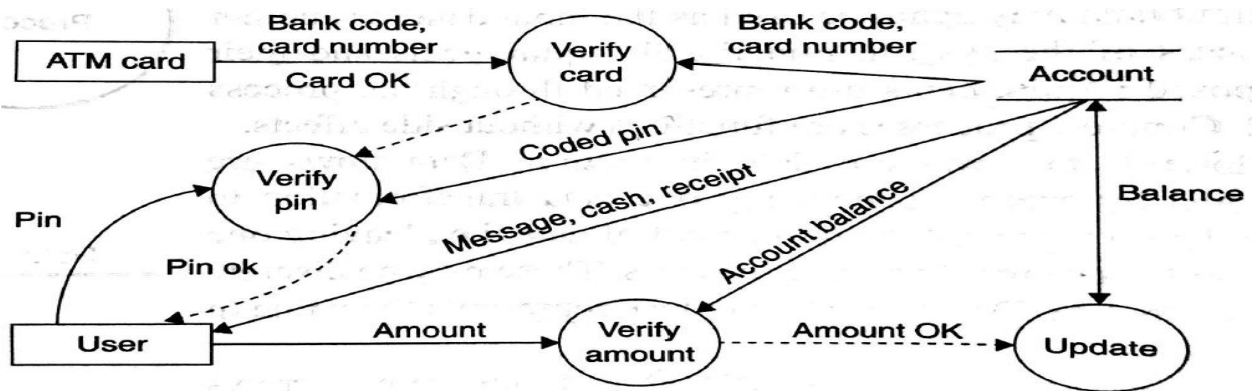 Bank code,
card number
ATM card
Card OK
Verify
card
Bank code,
card number
Account
Coded pin
Verify
pin
Pin
Message, cash, receipt
Account balance
Balance
Pin ok
User
Amount
Verify
amount
Amount OK
Update